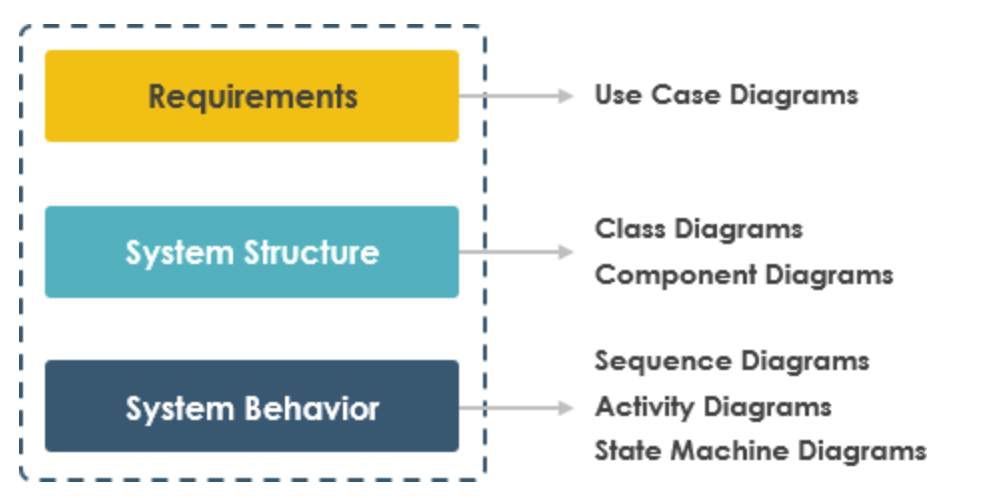 Requirements
Use Case Diagrams
System Structure
Class Diagrams
Component Diagrams
System Behavior
Sequence Diagrams
Activity Diagrams
State Machine Diagrams